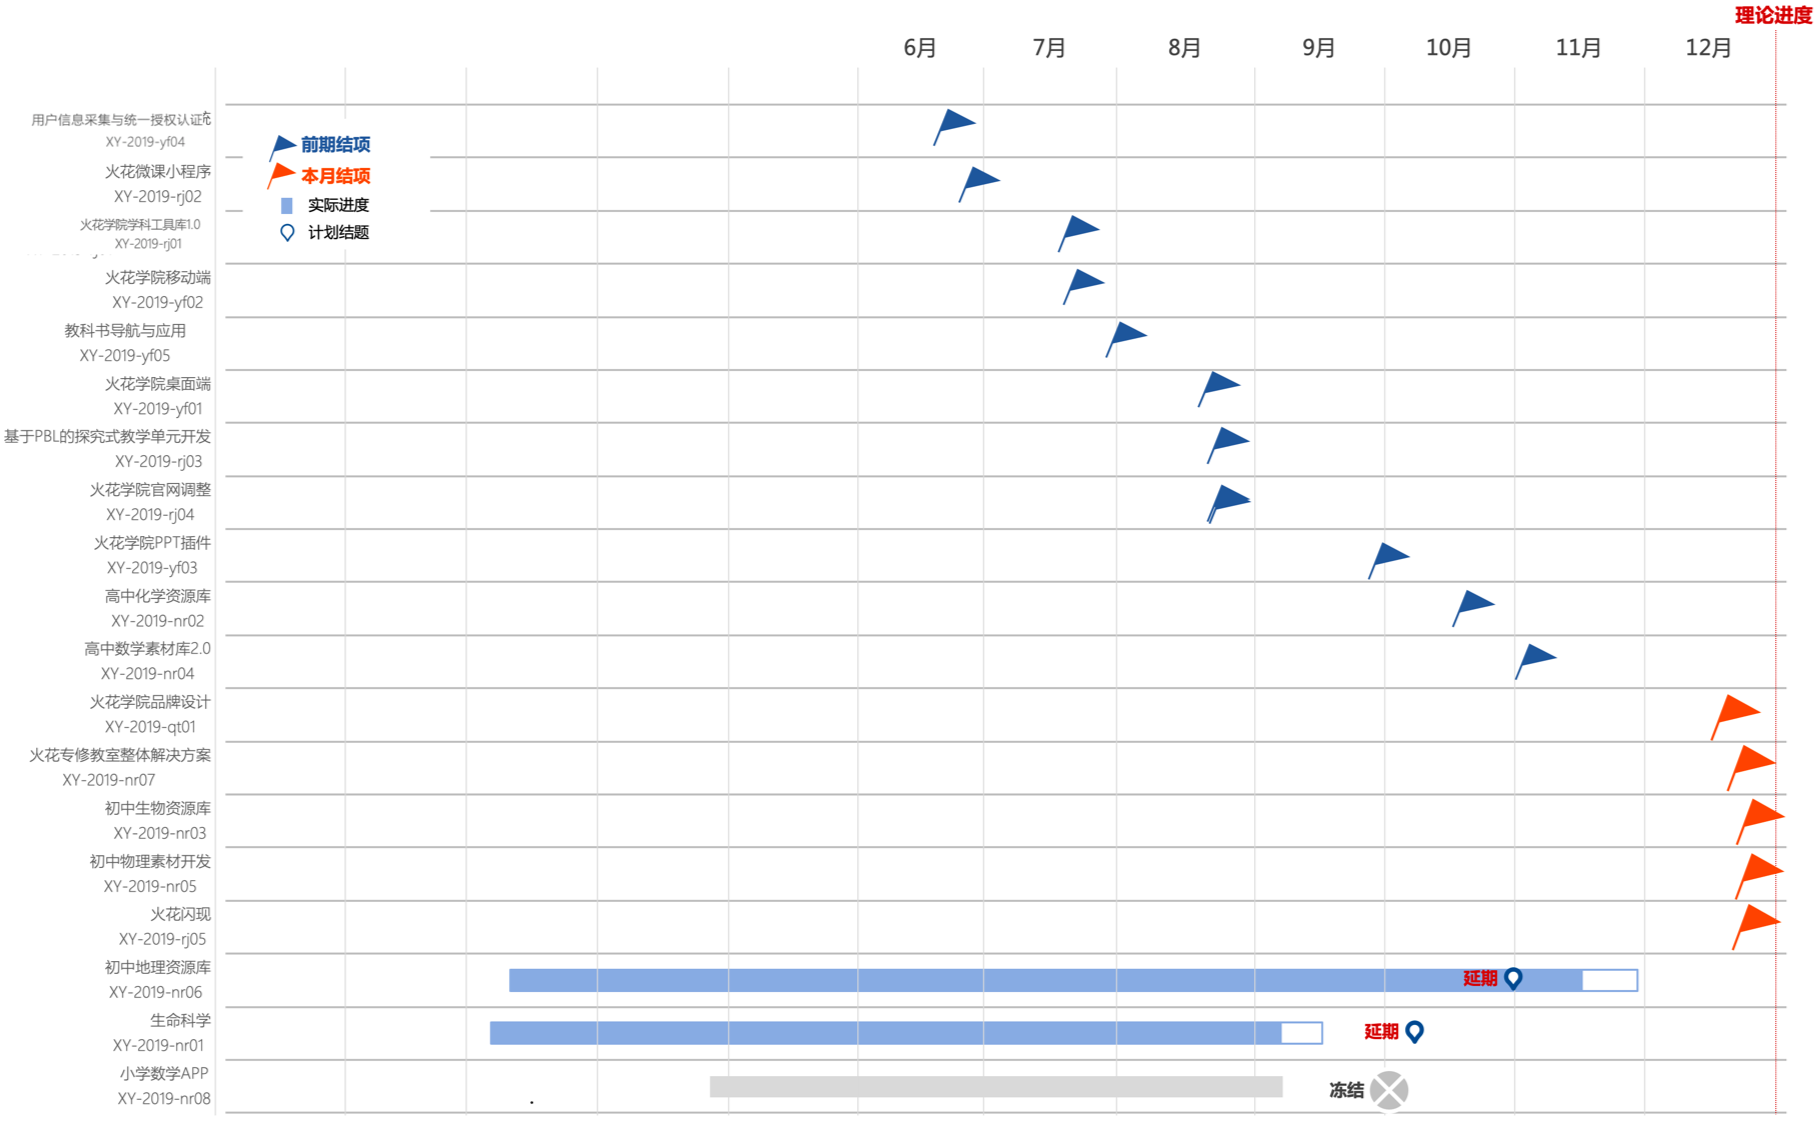 理论进度
6月 7月 8月 9月 10月 11月 12月
用户信息采集与统一授权认证
XY-2019-yf04
前期结项
本月结项
实际进度
计划结题
火花微课小程序
XY-2019-rj02
火花学院学科工具库1.0
XY-2019-rj01
火花学院移动端
XY-2019-yf02
教科书导航与应用
XY-2019-yf05
火花学院桌面端
XY-2019-yf01
基于PBL的探究式教学单元开发
XY-2019-rj03
火花学院官网调整
XY-2019-rj04
火花学院PPT插件
XY-2019-yf03
高中化学资源库
XY-2019-nr02
高中数学素材库2.0
XY-2019-nr04
火花学院品牌设计
XY-2019-qt01
火花专修教室整体解决方案
XY-2019-nr07
初中生物资源库
XY-2019-nr03
初中物理素材开发
XY-2019-nr05
火花闪现
XY-2019-rj05
初中地理资源库
XY-2019-nr06
延期
生命科学
XY-2019-nr01
延期
小学数学APP
XY-2019-nr08
冻结